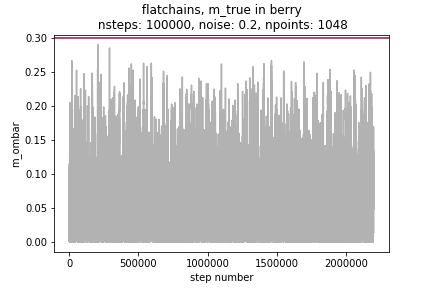 flatchains, m_true in berry
nsteps: 100000, noise: 0.2, npoints: 1048
0.30
0.25
0.20
0.15
0.10
0.05
0.00
m_ombar
0 500000 1000000 1500000 2000000
step number